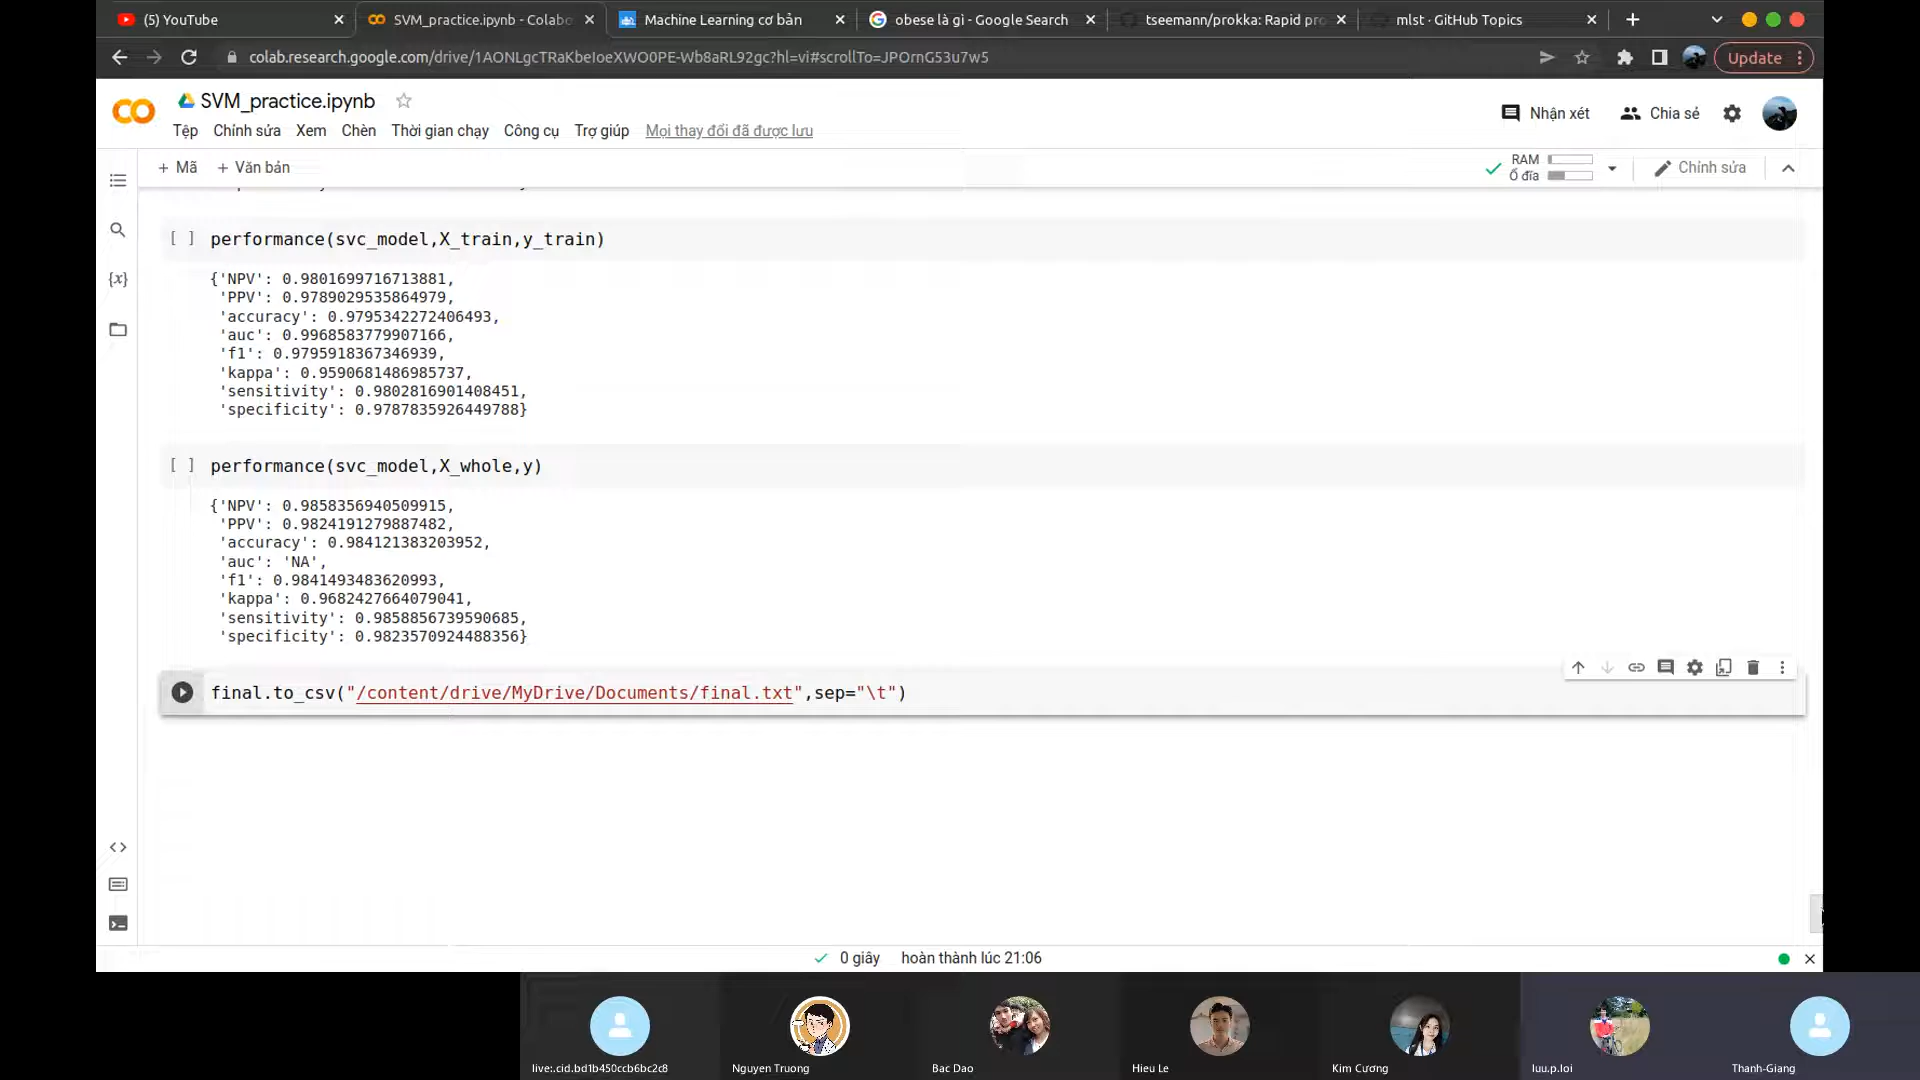 (5) YouTube
SVM_practice.ipynb - Colabo
Machine Learning cơ bản
obese là gì - Google Search
tseemann/prokka: Rapid pro
mlst · GitHub Topics
colab.research.google.com/drive/1AONLgcTRaKbeIoeXWO0PE-Wb8aRL92gc?hl=vi#scrollTo=JPOrnG53u7w5
Update
SVM_practice.ipynb
Nhận xét
Chia sẻ
Tệp Chỉnh sửa Xem Chèn Thời gian chạy Công cụ Trợ giúp Mọi thay đổi đã được lưu
+ Mã + Văn bản
RAM
Ổ đĩa
Chỉnh sửa
{x}
[ ] performance(svc_model,X_train,y_train)
{'NPV': 0.9801699716713881,
'PPV': 0.9789029535864979,
'accuracy': 0.9795342272406493,
'auc': 0.9968583779907166,
'f1': 0.9795918367346939,
'kappa': 0.9590681486985737,
'sensitivity': 0.9802816901408451,
'specificity': 0.9787835926449788}
[ ] performance(svc_model,X_whole,y)
{'NPV': 0.9858356940509915,
'PPV': 0.9824191279887482,
'accuracy': 0.984121383203952,
'auc': 'NA',
'f1': 0.9841493483620993,
'kappa': 0.9682427664079041,
'sensitivity': 0.9858856739590685,
'specificity': 0.9823570924488356}
final.to_csv("/content/drive/MyDrive/Documents/final.txt",sep="\t")
0 giây hoàn thành lúc 21:06
live:.cid.bd1b450ccb6bc2c8
Nguyen Truong
Bac Dao
Hieu Le
Kim Cương
luu.p.loi
Thanh-Giang